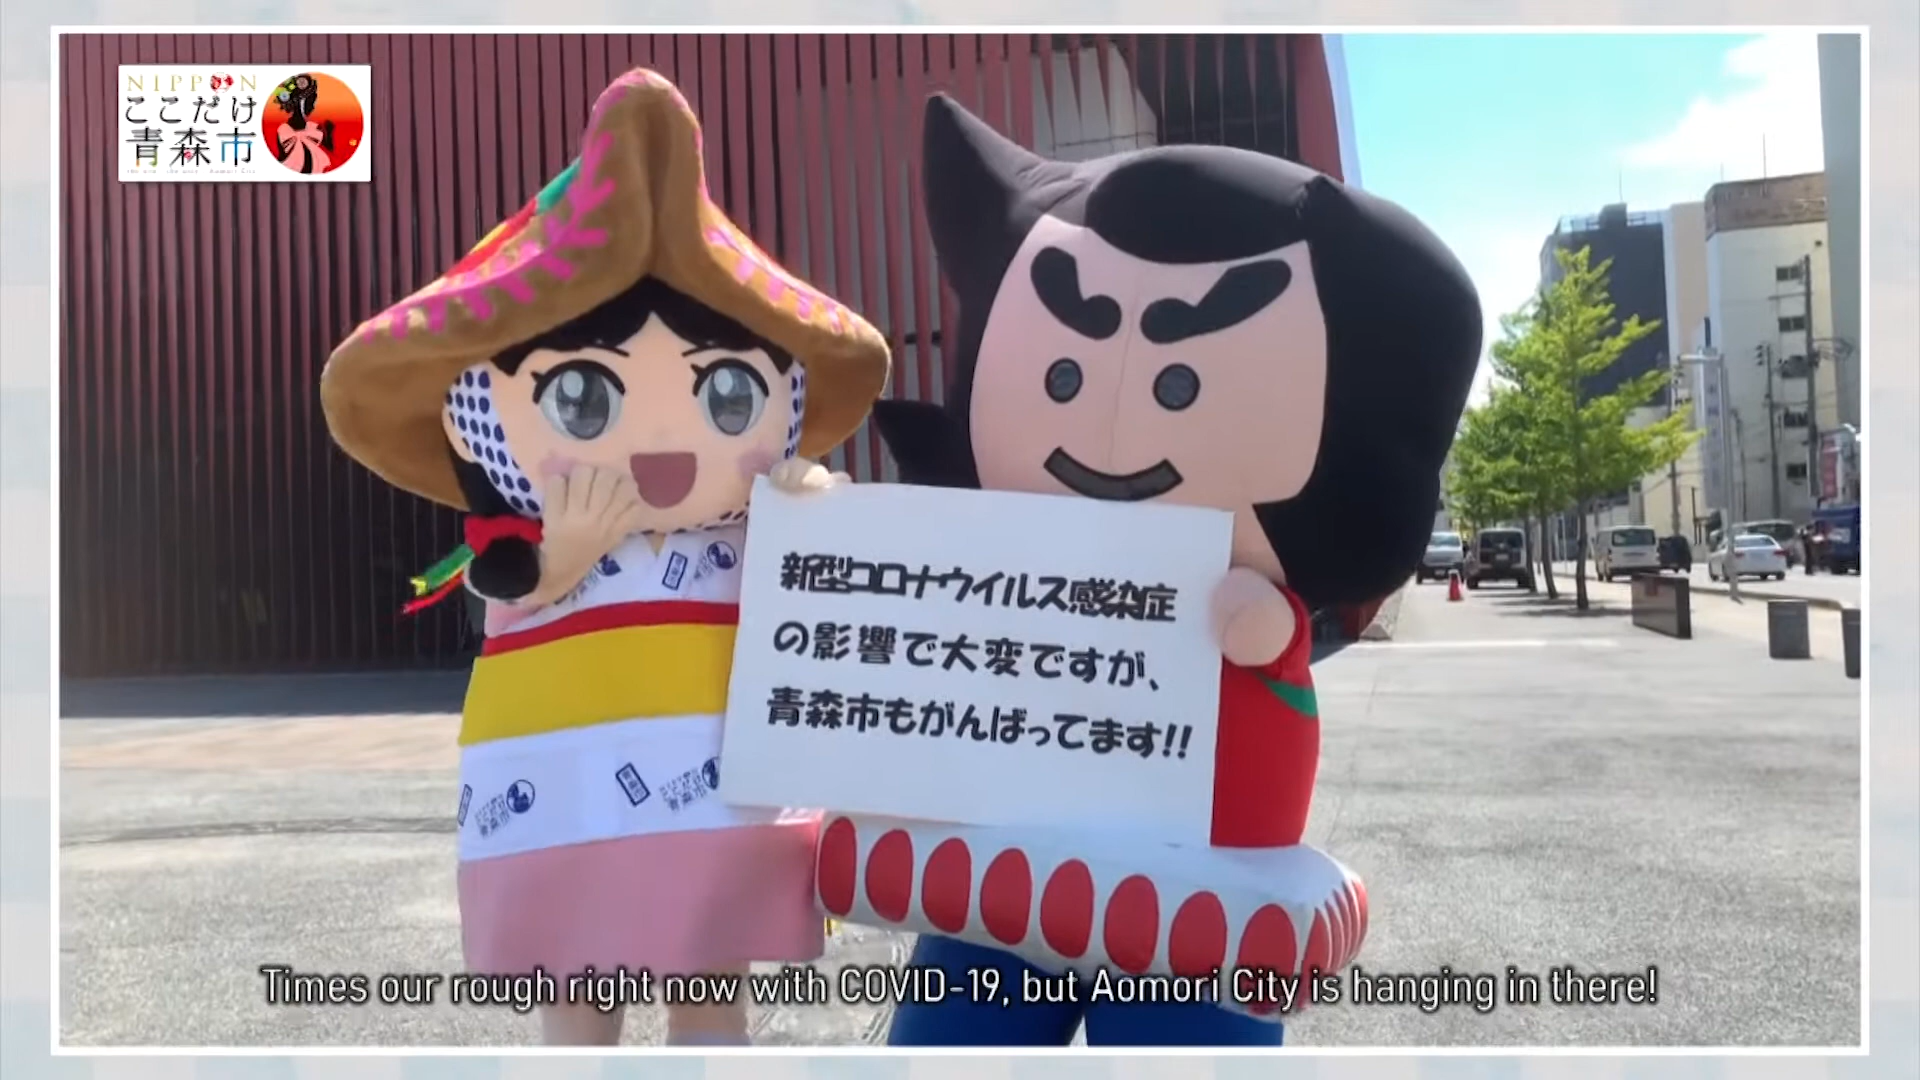 NIPPON
ここだけ
青森市
新型コロナウイルス感染症
の影響で大変ですが、
青森市もがんばってます!!
Times our rough right now with COVID-19, but Aomori City is hanging in there!